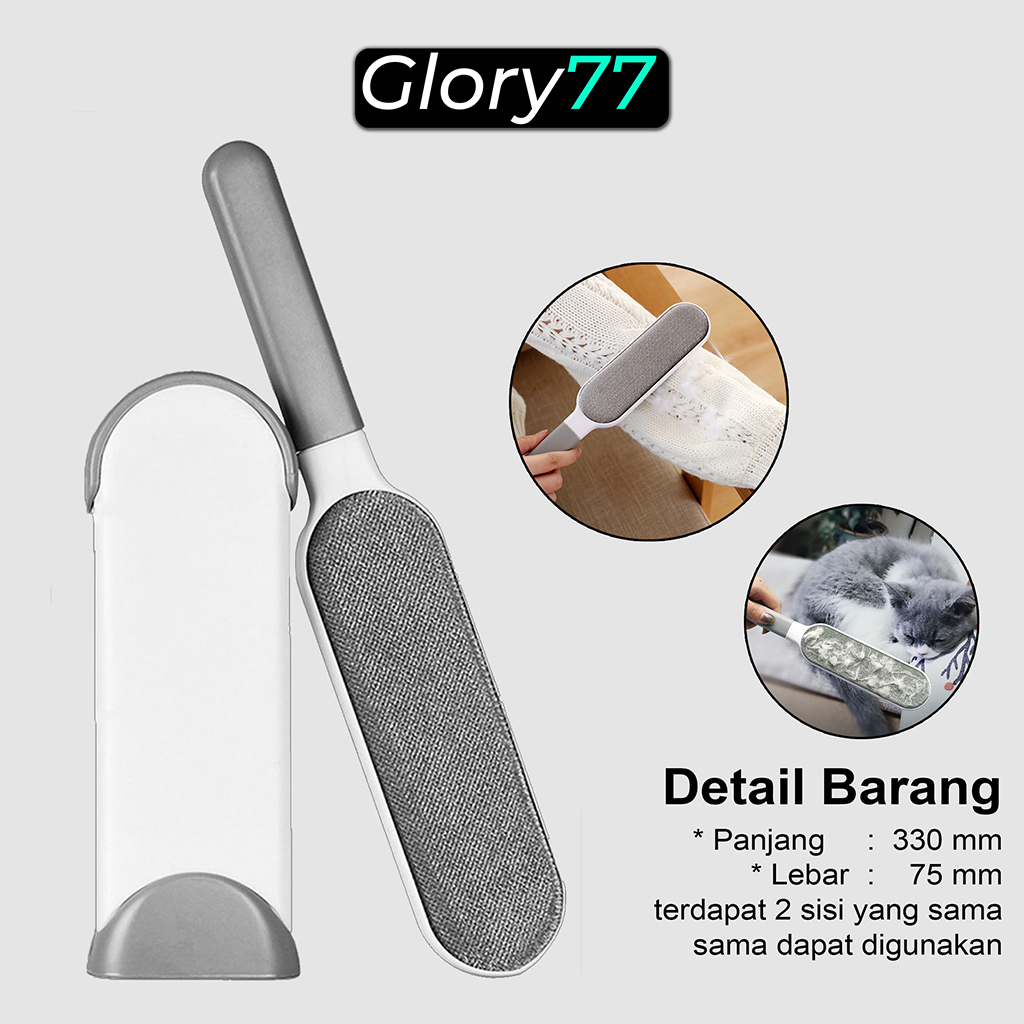 Glory77
Detail Barang
* Panjang : 330 mm
* Lebar : 75 mm
terdapat 2 sisi yang sama
sama dapat digunakan